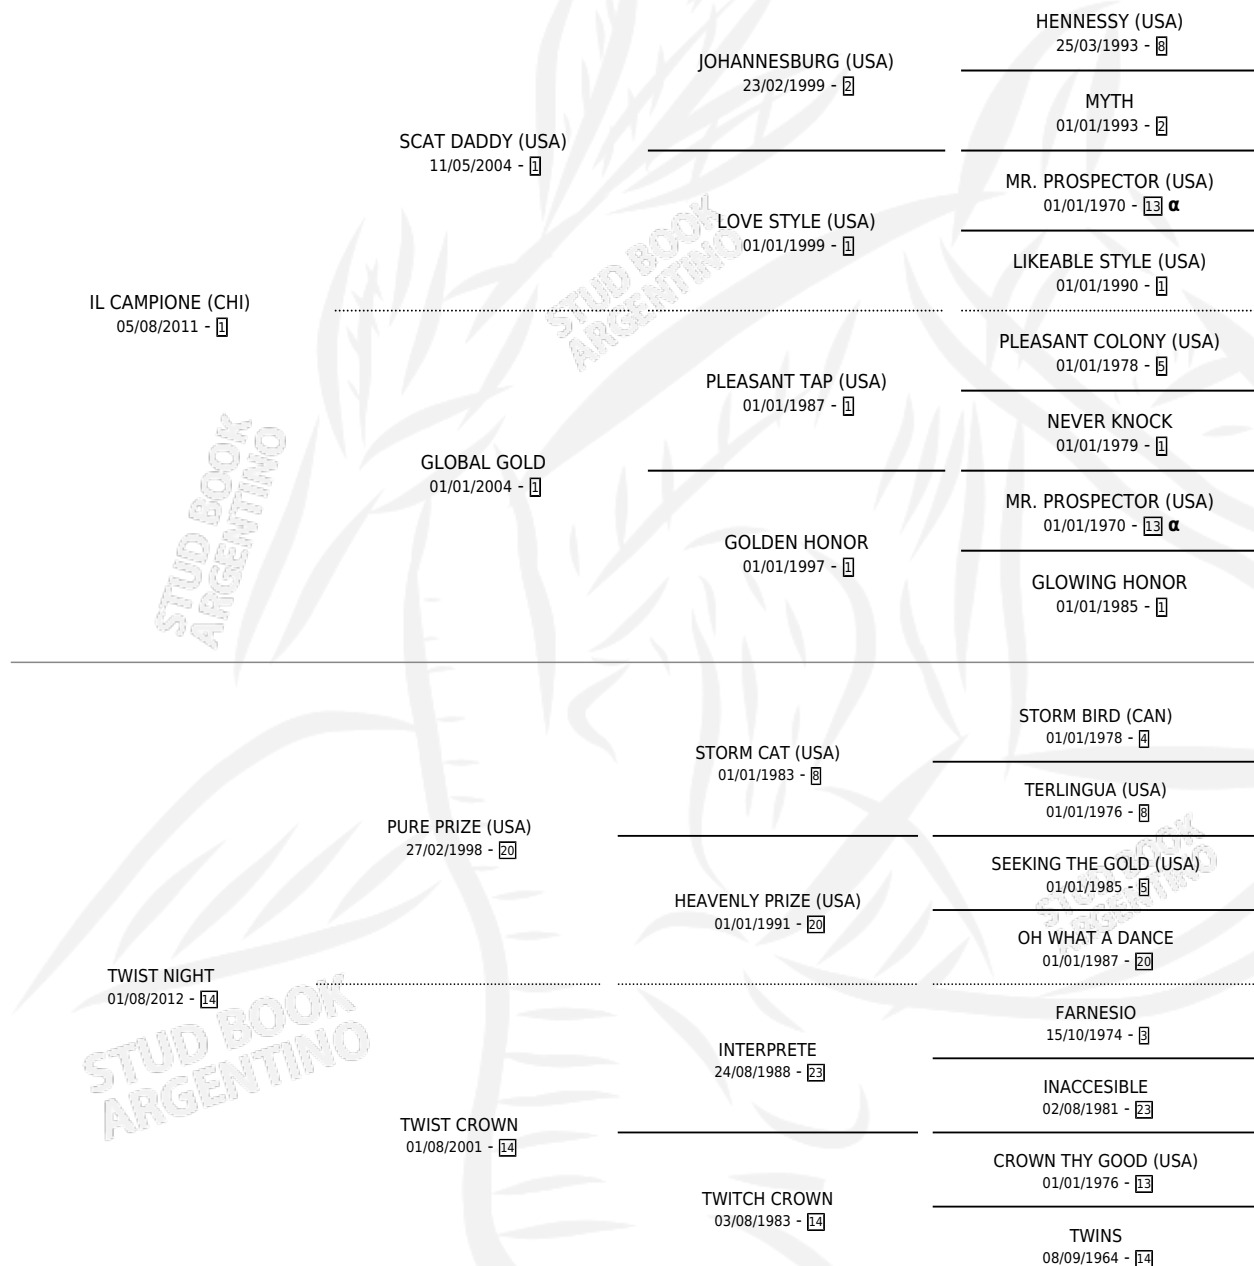 HENNESSY (USA)
25/03/1993 - 8
JOHANNESBURG (USA)
23/02/1999 - 2
MYTH
01/01/1993 - 2
SCAT DADDY (USA)
11/05/2004 - 1
MR. PROSPECTOR (USA)
01/01/1970 - 13 α
LOVE STYLE (USA)
01/01/1999 - 1
LIKEABLE STYLE (USA)
01/01/1990 - 1
STUD BOOK
ARGENTINO
IL CAMPIONE (CHI)
05/08/2011 - 1
PLEASANT COLONY (USA)
01/01/1978 - 5
PLEASANT TAP (USA)
01/01/1987 - 1
NEVER KNOCK
01/01/1979 - 1
GLOBAL GOLD
01/01/2004 - 1
MR. PROSPECTOR (USA)
01/01/1970 - 13 α
GOLDEN HONOR
01/01/1997 - 1
GLOWING HONOR
01/01/1985 - 1
STUD BOOK
ARGENTINO
STORM BIRD (CAN)
01/01/1978 - 4
STORM CAT (USA)
01/01/1983 - 8
TERLINGUA (USA)
01/01/1976 - 8
PURE PRIZE (USA)
27/02/1998 - 20
SEEKING THE GOLD (USA)
01/01/1985 - 5
STUD BOOK
ARGENTINO
HEAVENLY PRIZE (USA)
01/01/1991 - 20
OH WHAT A DANCE
01/01/1987 - 20
TWIST NIGHT
01/08/2012 - 14
FARNESIO
15/10/1974 - 3
INTERPRETE
24/08/1988 - 23
INACCESIBLE
02/08/1981 - 23
STUD BOOK
ARGENTINO
TWIST CROWN
01/08/2001 - 14
CROWN THY GOOD (USA)
01/01/1976 - 13
TWITCH CROWN
03/08/1983 - 14
TWINS
08/09/1964 - 14